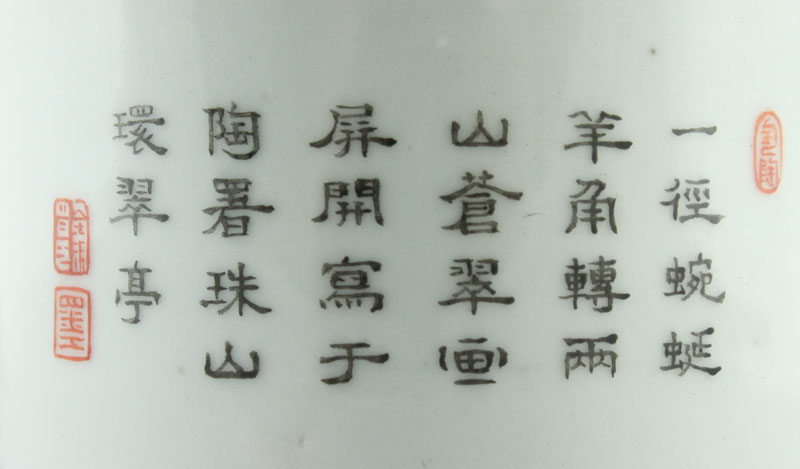 一徑蜿蜒
羊角轉兩
山蒼翠画
屏開寫于
陶署珠山
環翠亭